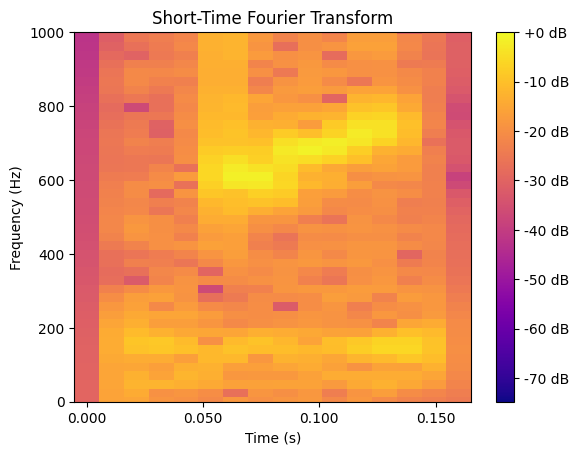 Short-Time Fourier Transform
1000
800
600
400
200
0
Frequency (Hz)
0.000
0.050
0.100
0.150
Time (s)
+0 dB
-10 dB
-20 dB
-30 dB
-40 dB
-50 dB
-60 dB
-70 dB